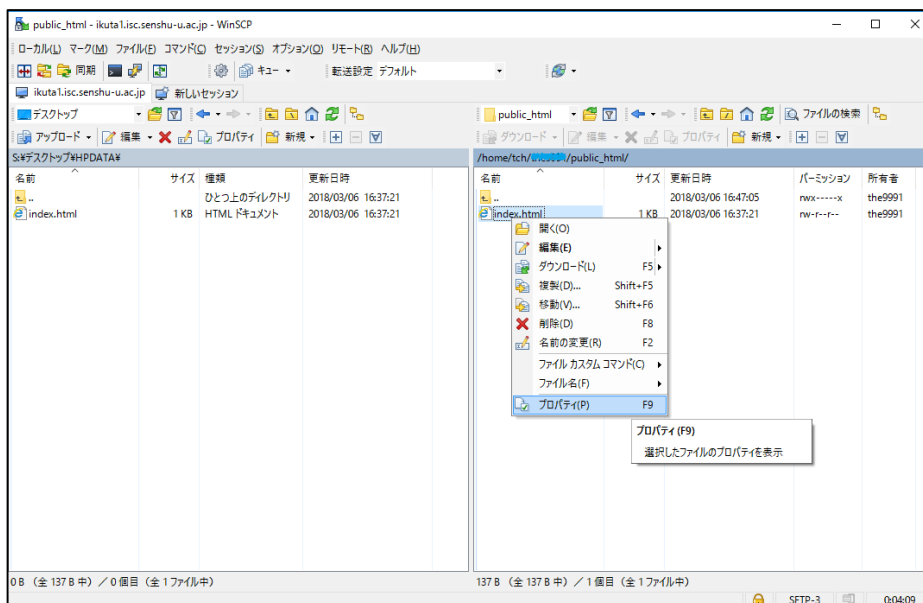 public_html - ikuta1.isc.senshu-u.ac.jp - WinSCP
ローカル(L) マーク(M) ファイル(F) コマンド(C) セッション(S) オプション(O) リモート(R) ヘルプ(H)
同期 キュー 転送設定 デフォルト
ikuta1.isc.senshu-u.ac.jp 新しいセッション
デスクトップ
アップロード 編集 プロパティ 新規
S:¥デスクトップ¥HPDATA¥
名前 サイズ 種類 更新日時
.. ひとつ上のディレクトリ 2018/03/06 16:37:21
index.html 1 KB HTML ドキュメント 2018/03/06 16:37:21
0 B (全 137 B 中) / 0 個目 (全 1 ファイル中)
public_html ファイルの検索
ダウンロード 編集 プロパティ 新規
/home/tch/ /public_html/
名前 サイズ 更新日時 パーミッション 所有者
.. 2018/03/06 16:47:05 rwx-----x the9991
index.html 1 KB 2018/03/06 16:37:21 rw-r--r-- the9991
開く(O)
編集(E)
ダウンロード(L) F5
複製(D)... Shift+F5
移動(V)... Shift+F6
削除(D) F8
名前の変更(R) F2
ファイル カスタム コマンド(C)
ファイル名(F)
プロパティ(P) F9
プロパティ (F9)
選択したファイルのプロパティを表示
137 B (全 137 B 中) / 1 個目 (全 1 ファイル中)
SFTP-3 0:04:09